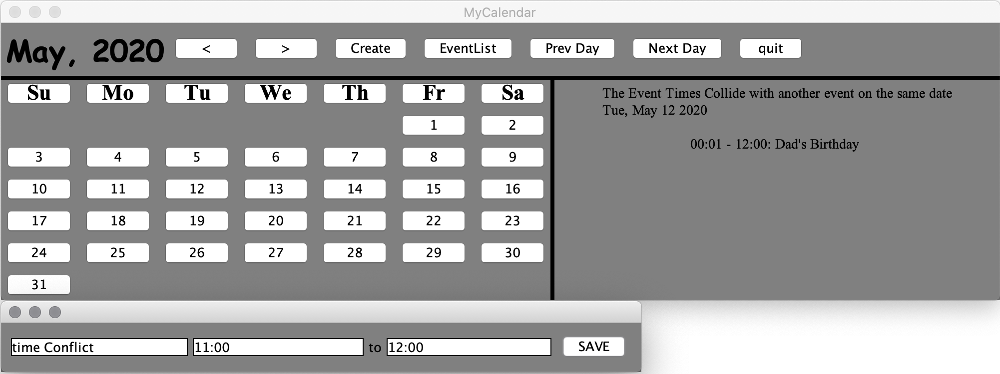 MyCalendar
May, 2020 < > Create EventList Prev Day Next Day quit
Su Mo Tu We Th Fr Sa
1 2
3 4 5 6 7 8 9
10 11 12 13 14 15 16
17 18 19 20 21 22 23
24 25 26 27 28 29 30
31
The Event Times Collide with another event on the same date
Tue, May 12 2020
00:01 - 12:00: Dad's Birthday
time Conflict 11:00 to 12:00 SAVE